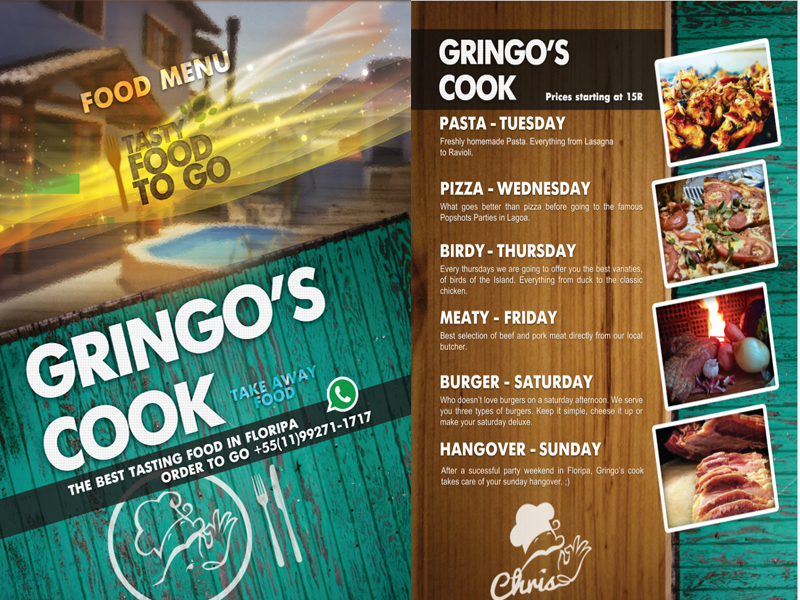 FOOD MENU
TASTY
FOOD
TO GO
GRINGO'S
COOK
TAKE AWAY
FOOD
THE BEST TASTING FOOD IN FLORIPA
ORDER TO GO +55(11)99271-1717
GRINGO'S
COOK
Prices starting at 15R
PASTA - TUESDAY
Freshly homemade Pasta. Everything from Lasagna
to Ravioli.
PIZZA - WEDNESDAY
What goes better than pizza before going to the famous
Popshots Parties in Lagoa.
BIRDY - THURSDAY
Every thursdays we are going to offer you the best varieties,
of birds of the Island. Everything from duck to the classic
chicken.
MEATY - FRIDAY
Best selection of beef and pork meat directly from our local
butcher.
BURGER - SATURDAY
Who doesn't love burgers on a saturday afternoon. We serve
you three types of burgers. Keep it simple, cheese it up or
make your saturday deluxe.
HANGOVER - SUNDAY
After a sucessful party weekend in Floripa, Gringo's cook
takes care of your sunday hangover. ;)
Chris